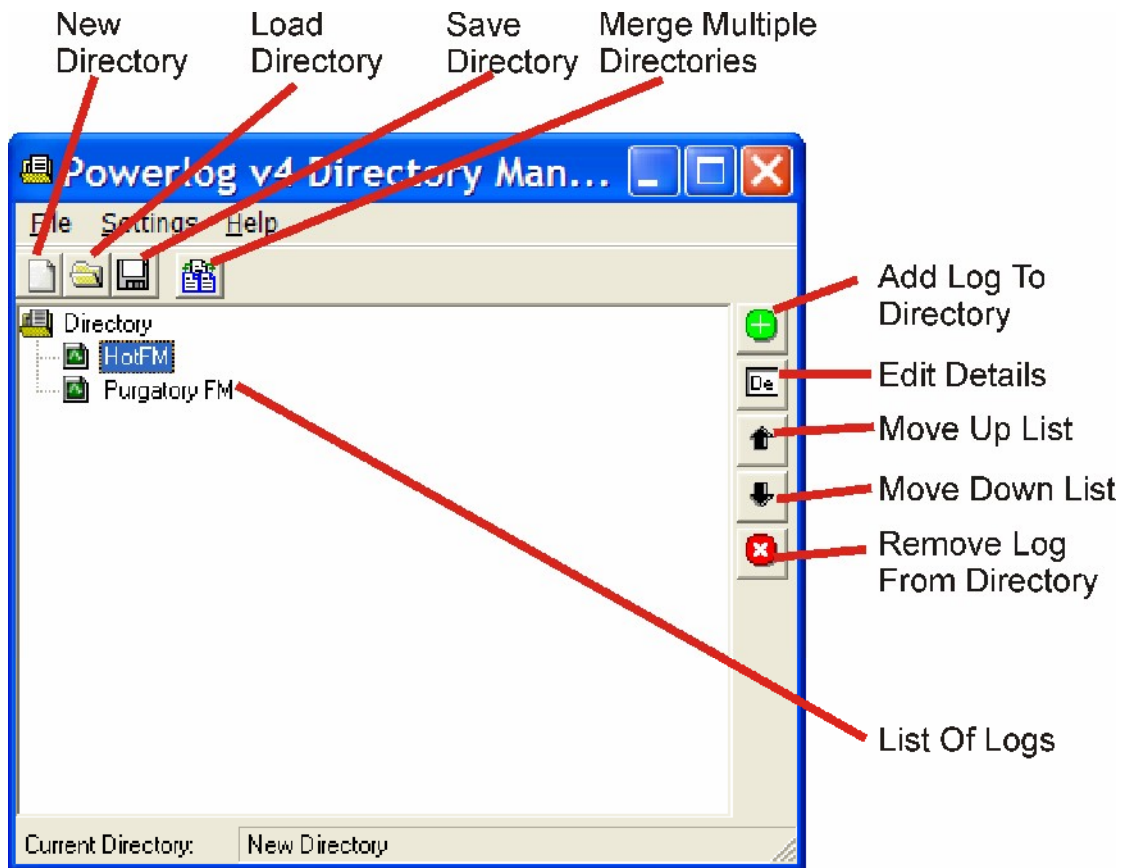 New
Directory
Load
Directory
Save
Directory
Merge Multiple
Directories
Powerlog v4 Directory Man...
File Settings Help
Directory
HotFM
Purgatory FM
Add Log To
Directory
De
Edit Details
Move Up List
Move Down List
Remove Log
From Directory
List Of Logs
Current Directory: New Directory